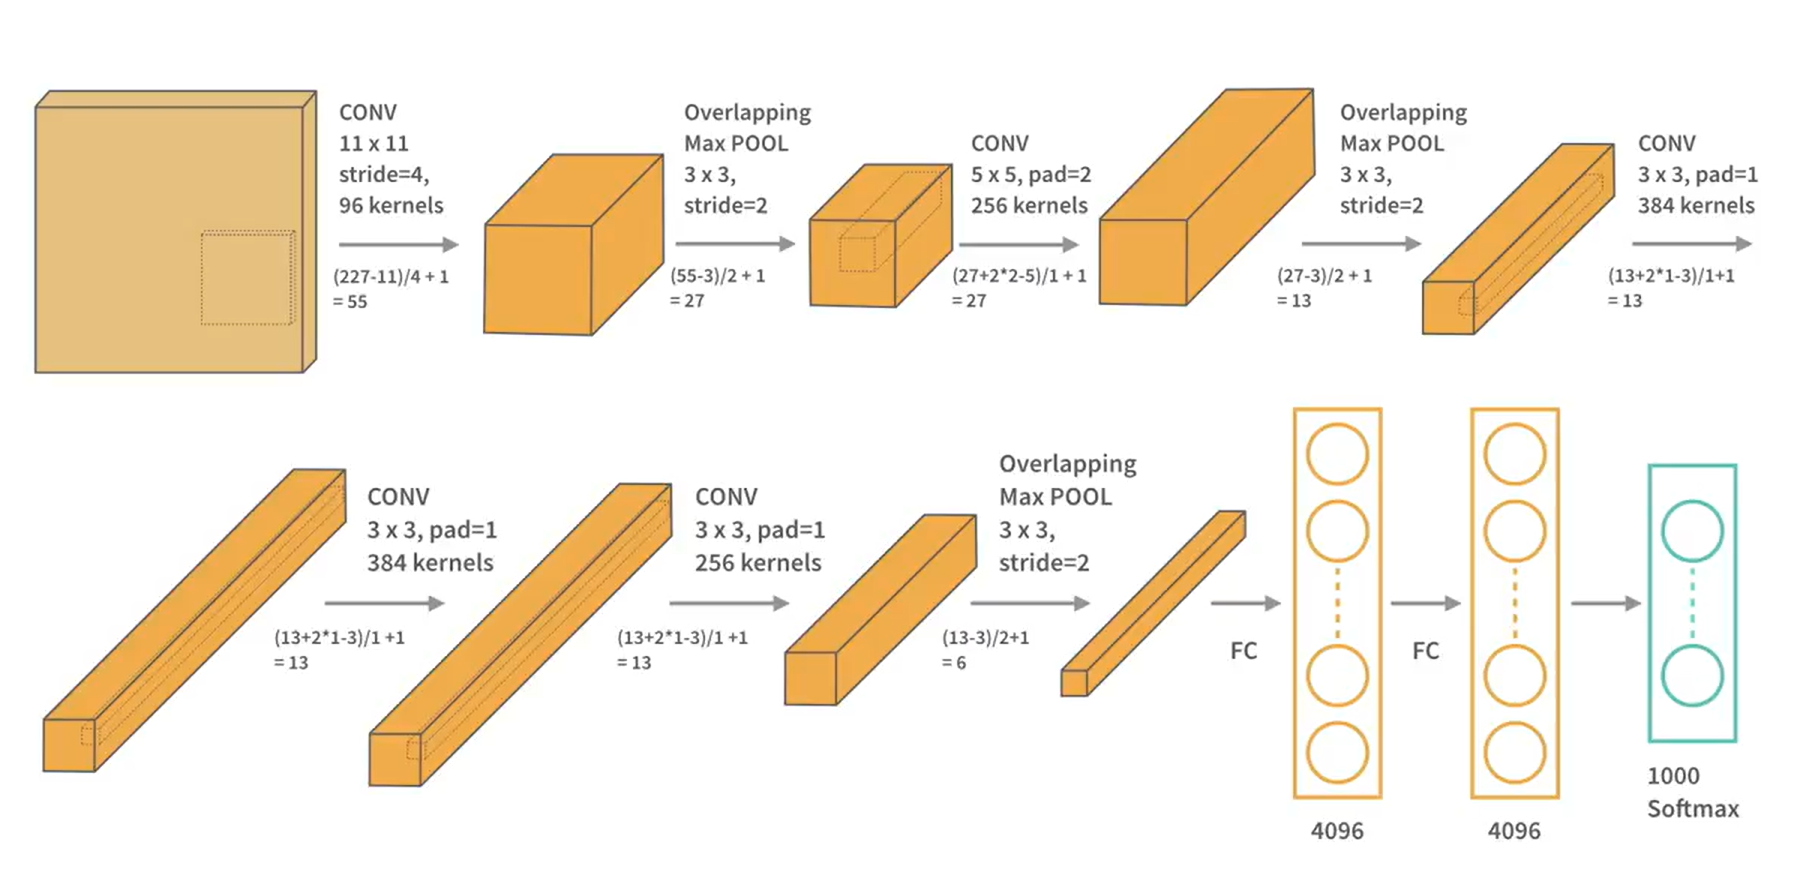 CONV
11 x 11
stride=4,
96 kernels
(227-11)/4 + 1
= 55
Overlapping
Max POOL
3 x 3,
stride=2
(55-3)/2 + 1
= 27
CONV
5 x 5, pad=2
256 kernels
(27+2*2-5)/1 + 1
= 27
Overlapping
Max POOL
3 x 3,
stride=2
(27-3)/2 + 1
= 13
CONV
3 x 3, pad=1
384 kernels
(13+2*1-3)/1+1
= 13
CONV
3 x 3, pad=1
384 kernels
(13+2*1-3)/1 +1
= 13
CONV
3 x 3, pad=1
256 kernels
(13+2*1-3)/1 +1
= 13
Overlapping
Max POOL
3 x 3,
stride=2
(13-3)/2+1
= 6
FC
4096
FC
4096
1000
Softmax